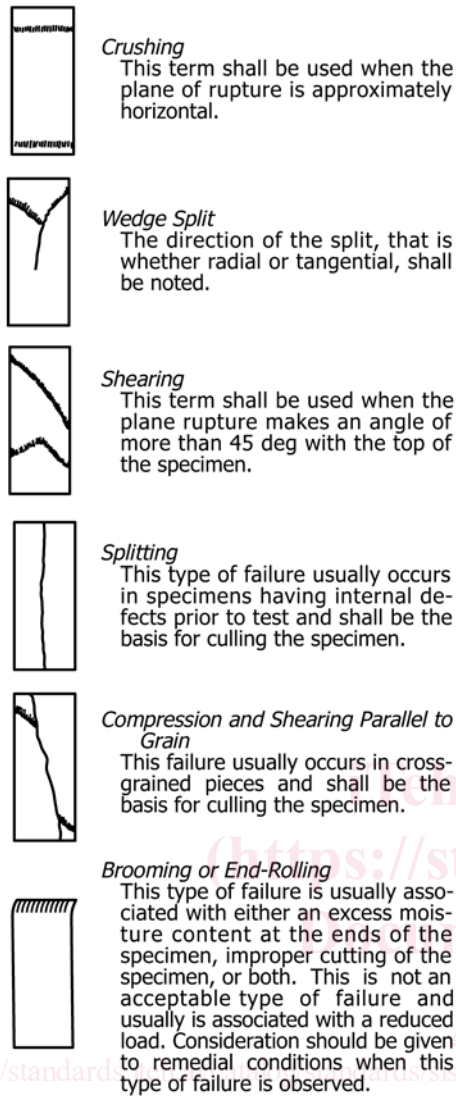 Crushing
This term shall be used when the
plane of rupture is approximately
horizontal.
Wedge Split
The direction of the split, that is
whether radial or tangential, shall
be noted.
Shearing
This term shall be used when the
plane rupture makes an angle of
more than 45 deg with the top of
the specimen.
Splitting
This type of failure usually occurs
in specimens having internal de-
fects prior to test and shall be the
basis for culling the specimen.
Compression and Shearing Parallel to
Grain
This failure usually occurs in cross-
grained pieces and shall be the
basis for culling the specimen.
Brooming or End-Rolling
This type of failure is usually asso-
ciated with either an excess mois-
ture content at the ends of the
specimen, improper cutting of the
specimen, or both. This is not an
acceptable type of failure and
usually is associated with a reduced
load. Consideration should be given
to remedial conditions when this
type of failure is observed.
(https://st
Docum